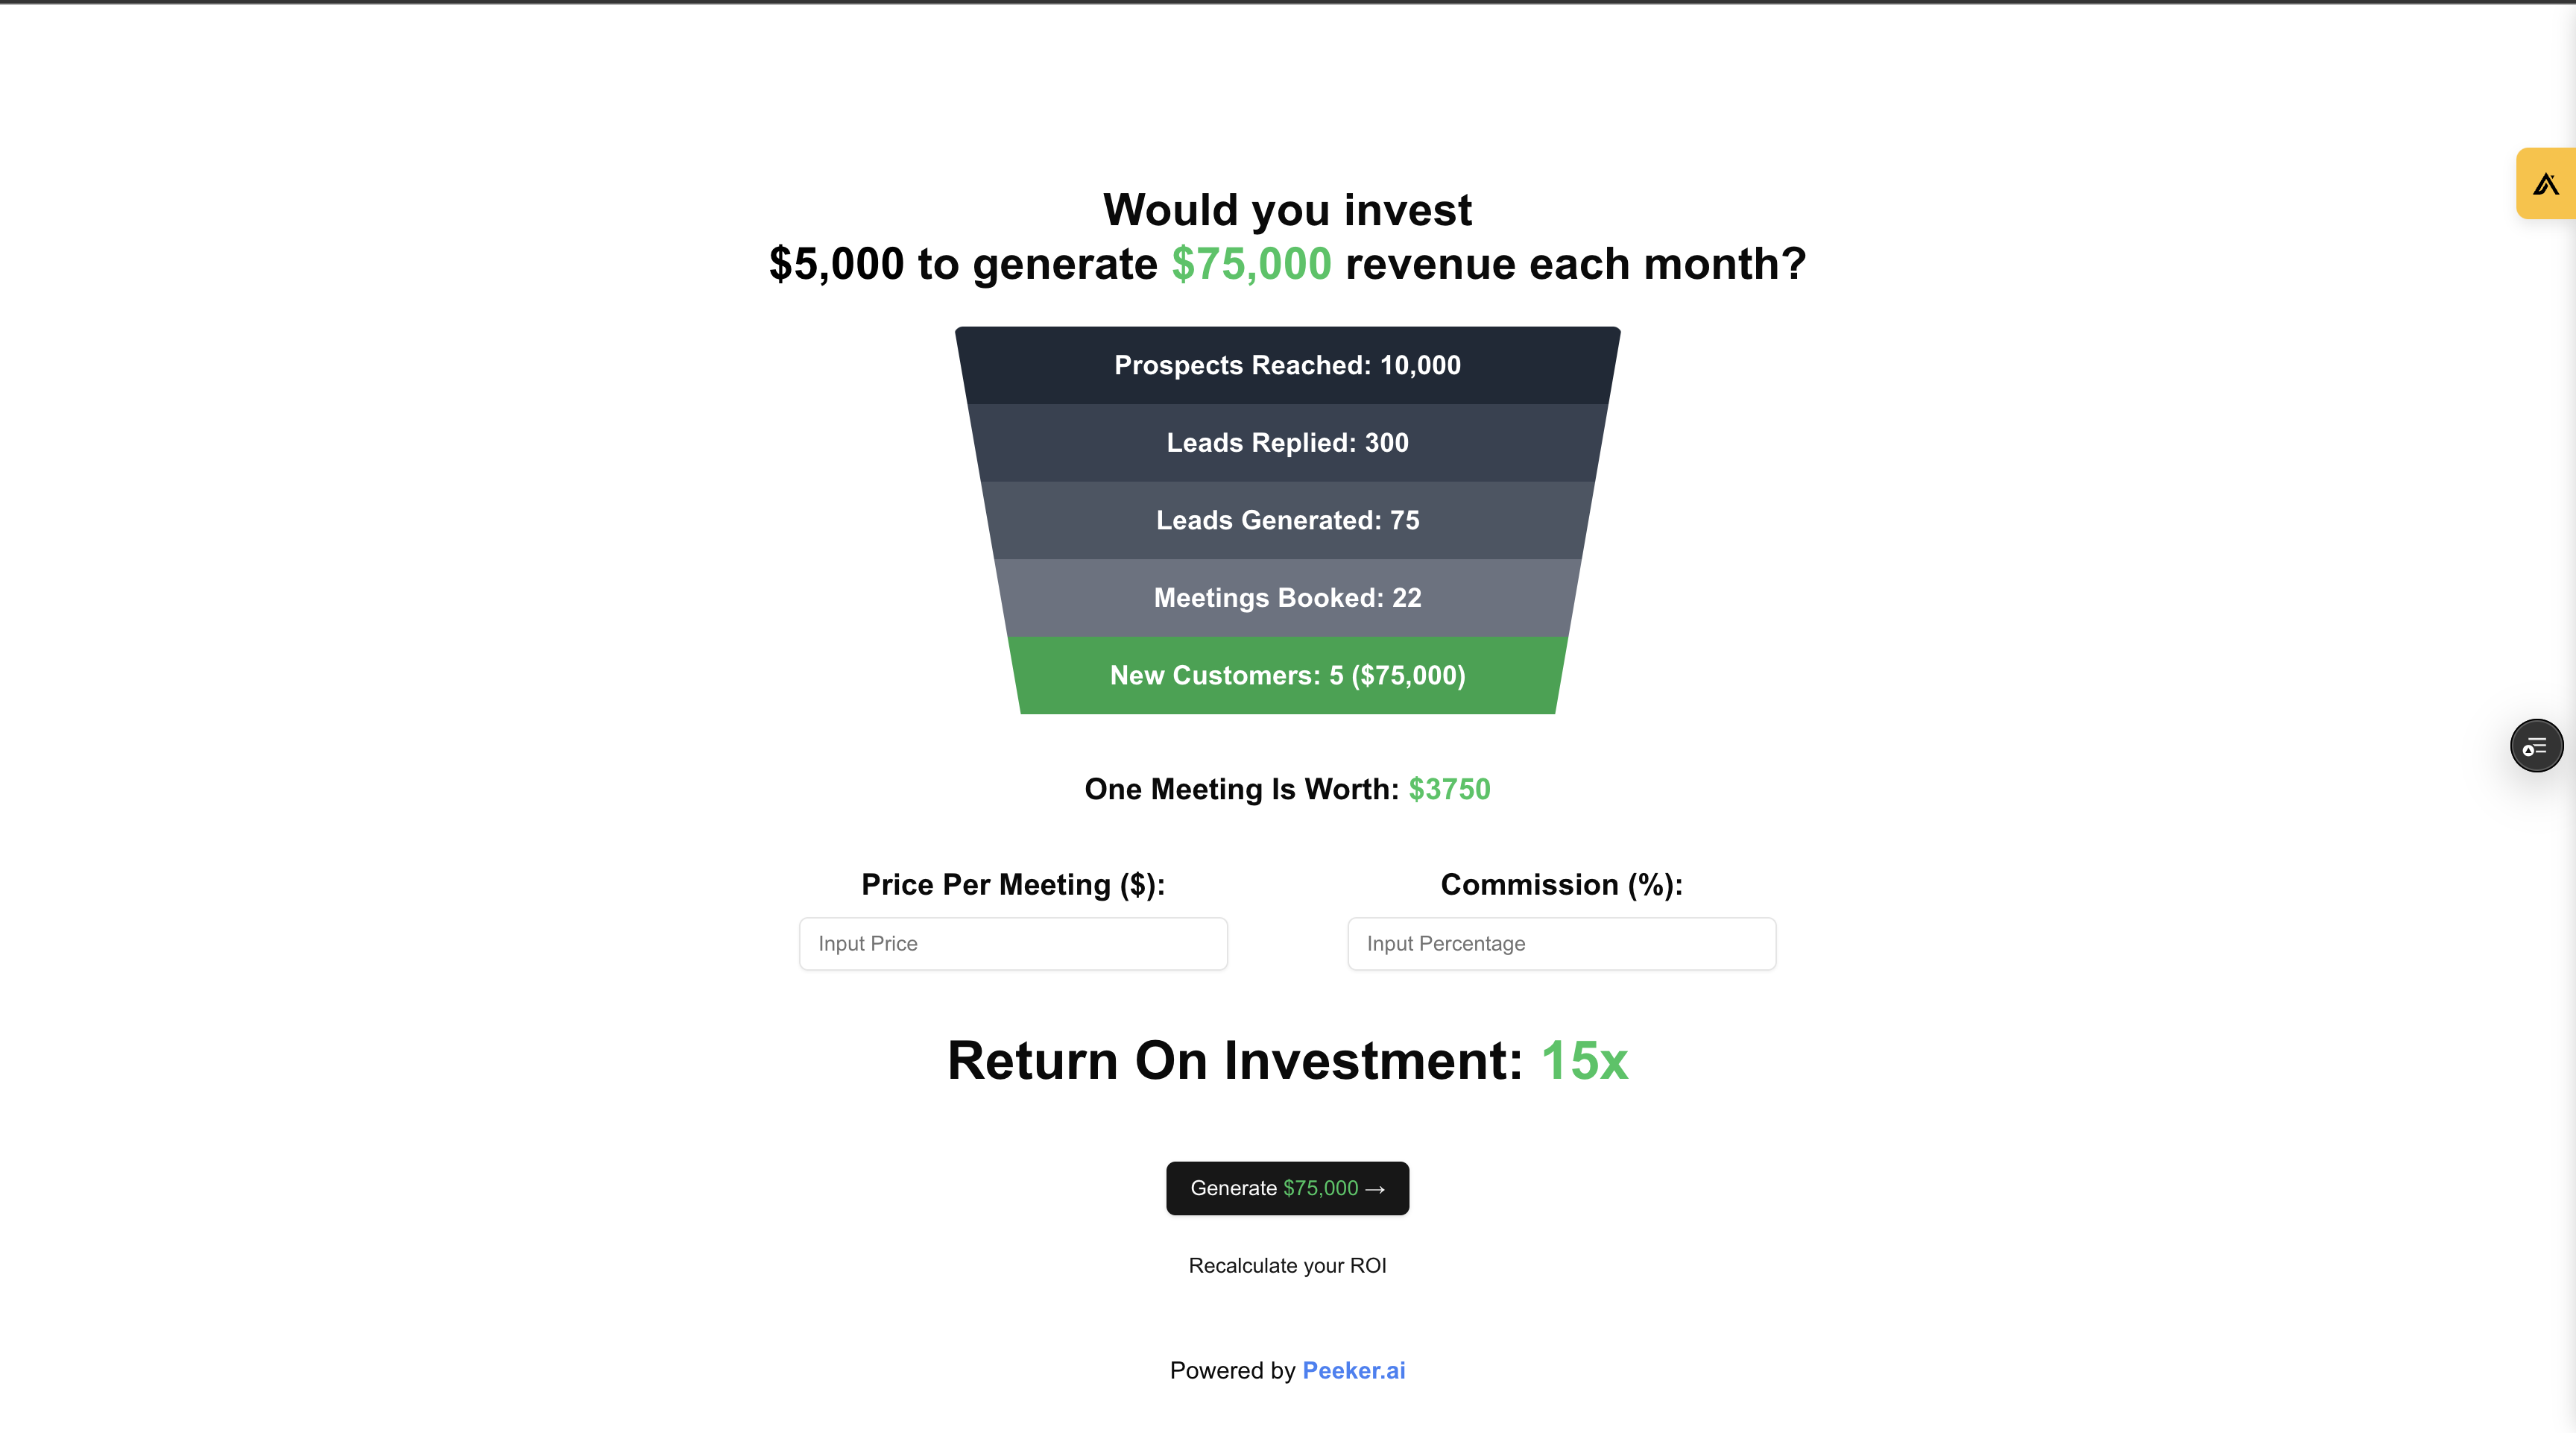 Would you invest
$5,000 to generate $75,000 revenue each month?
Prospects Reached: 10,000
Leads Replied: 300
Leads Generated: 75
Meetings Booked: 22
New Customers: 5 ($75,000)
One Meeting Is Worth: $3750
Price Per Meeting ($):
Commission (%):
Input Price
Input Percentage
Return On Investment: 15x
Generate $75,000 →
Recalculate your ROI
Powered by Peeker.ai